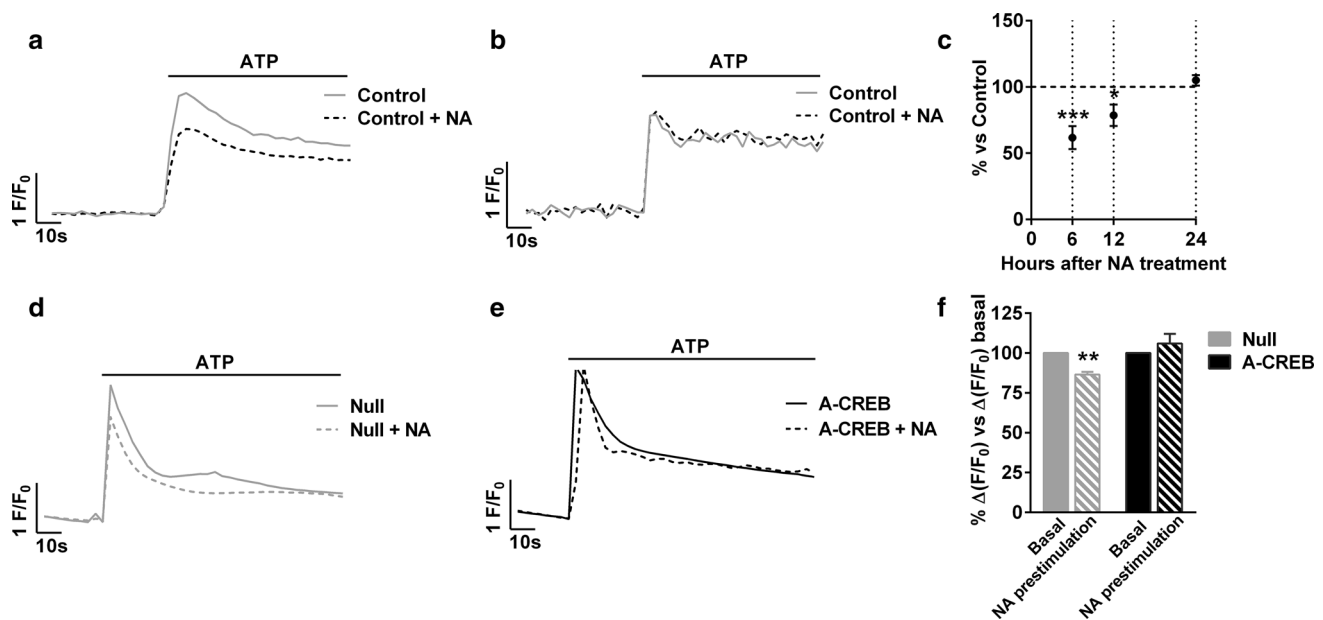 a
ATP
Control
Control + NA
1 F/F0
10s
b
ATP
Control
Control + NA
1 F/F0
10s
c
% vs Control
150
100
50
0
***
*
0
6
12
24
Hours after NA treatment
d
ATP
Null
Null + NA
1 F/F0
10s
e
ATP
A-CREB
A-CREB + NA
1 F/F0
10s
f
% Δ(F/F0) vs Δ(F/F0) basal
125
100
75
50
25
0
**
Null
A-CREB
Basal
NA prestimulation
Basal
NA prestimulation